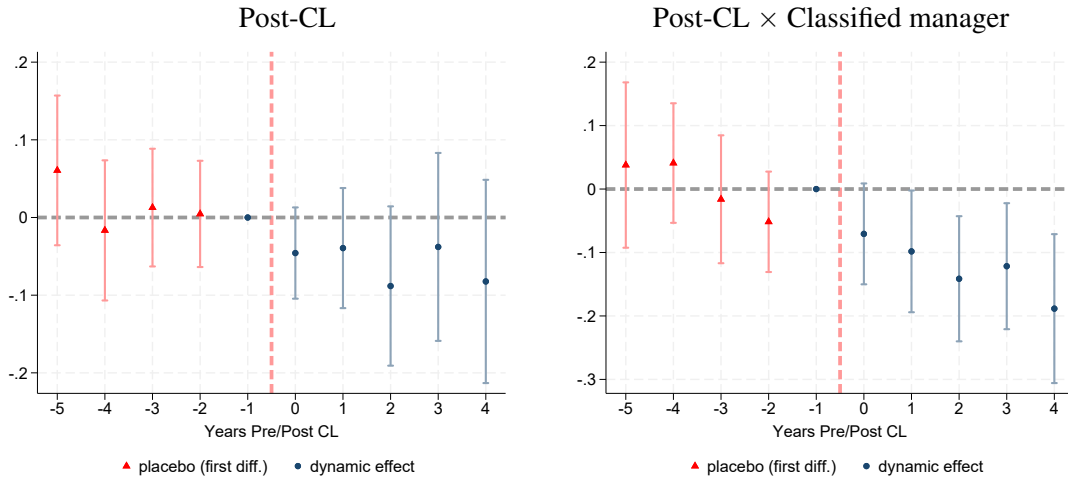 Post-CL
.2
.1
0
-.1
-.2
-5 -4 -3 -2 -1 0 1 2 3 4
Years Pre/Post CL
placebo (first diff.) dynamic effect
Post-CL × Classified manager
.2
.1
0
-.1
-.2
-.3
-5 -4 -3 -2 -1 0 1 2 3 4
Years Pre/Post CL
placebo (first diff.) dynamic effect